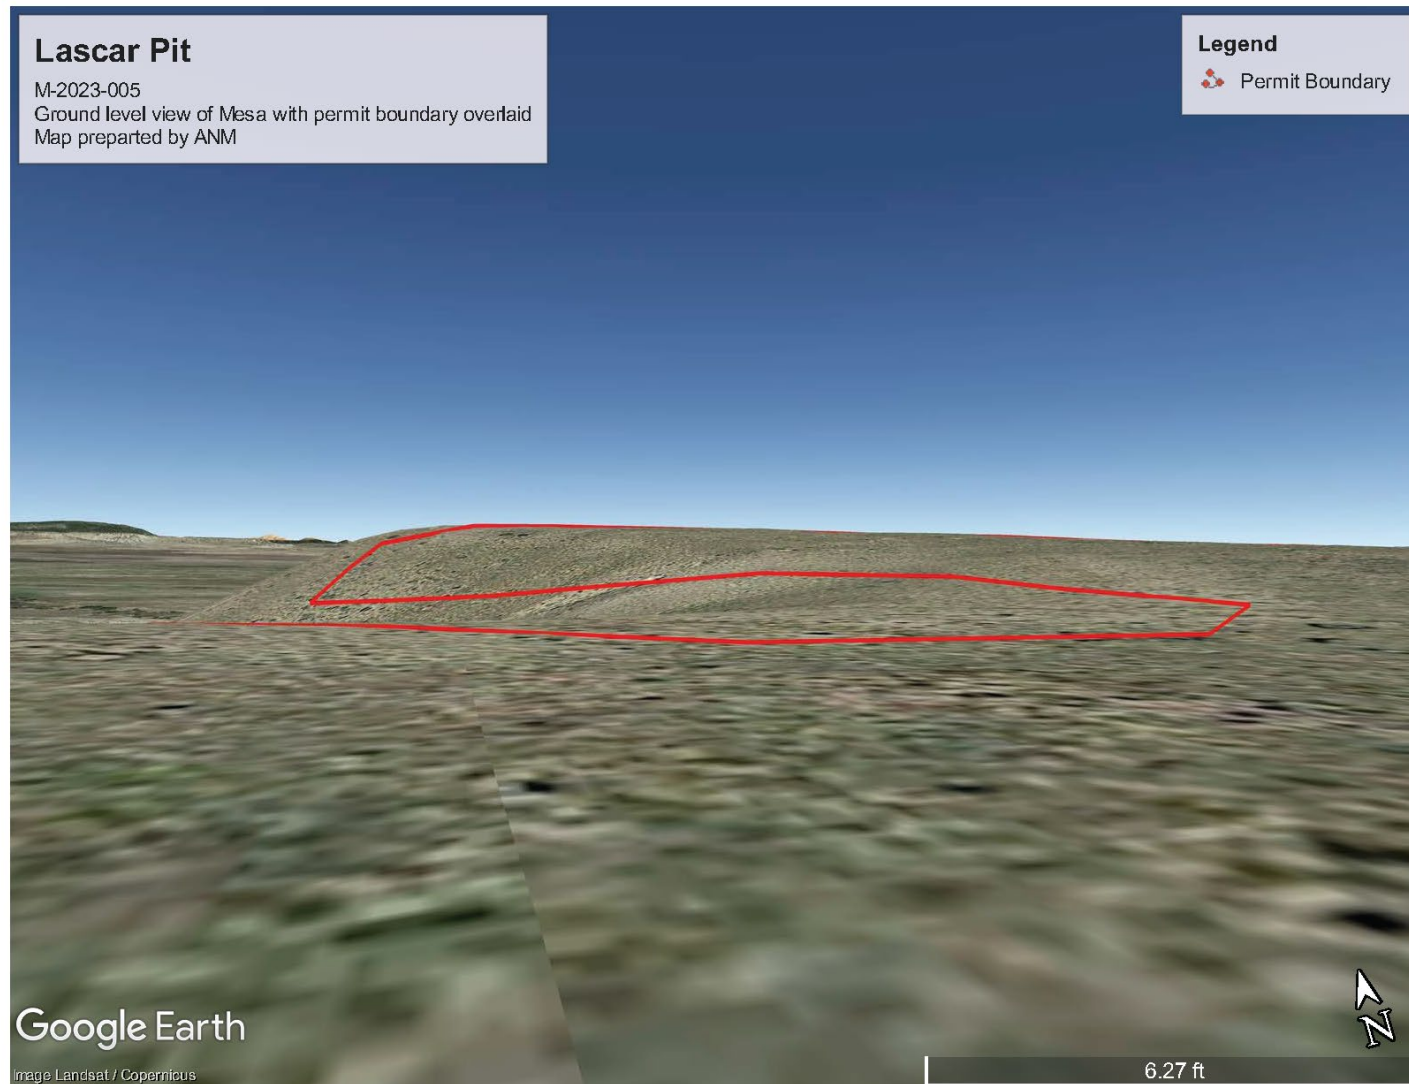 Lascar Pit
M-2023-005
Ground level view of Mesa with permit boundary overlaid
Map preparted by ANM
Legend
Permit Boundary
N
Google Earth
Image Landsat / Copernicus
6.27 ft